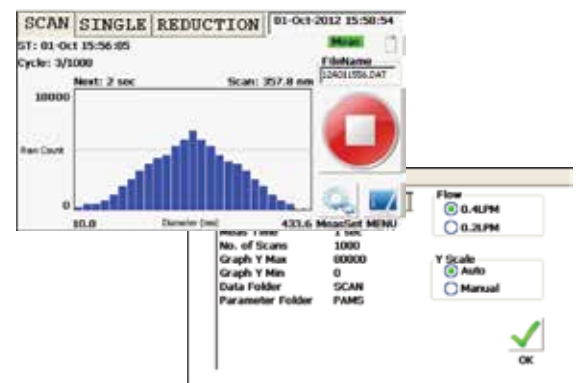 SCAN SINGLE REDUCTION 01-Oct-2012 15:58:54
ST: 01-Oct 15:56:05 Meas
Cycle: 3/1000 FileName
Next: 2 sec Scan: 357.8 nm
10000
Raw Count
0
10.0 Diameter [nm] 433.6 MeasSet MENU
Meas Time 1 sec
No. of Scans 1000
Graph Y Max 80000
Graph Y Min 0
Data Folder SCAN
Parameter Folder PAMS
Flow
0.4LPM
0.2LPM
Y Scale
Auto
Manual
OK